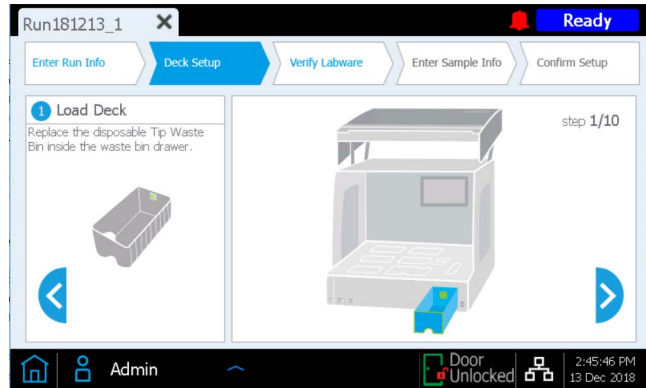 Run181213_1
Ready
Enter Run Info
Deck Setup
Verify Labware
Enter Sample Info
Confirm Setup
1 Load Deck
Replace the disposable Tip Waste
Bin inside the waste bin drawer.
step 1/10
Admin
Door
Unlocked
2:45:46 PM
13 Dec 2018